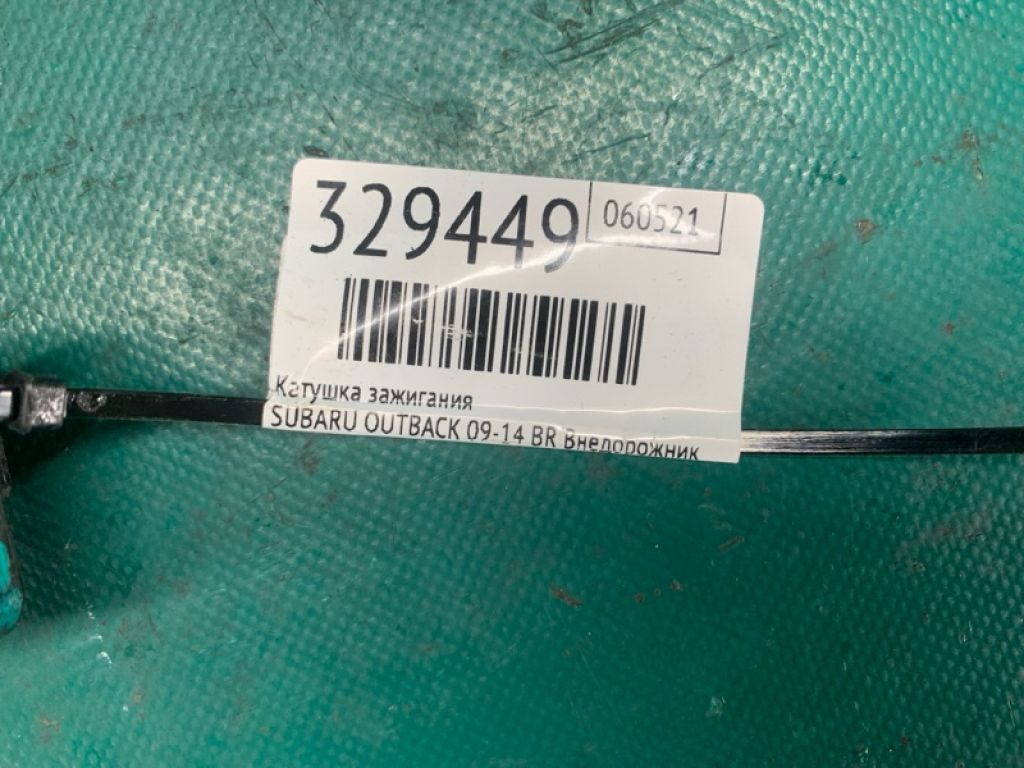 329449
060521
Катушка зажигания
SUBARU OUTBACK 09-14 BR Внедорожник